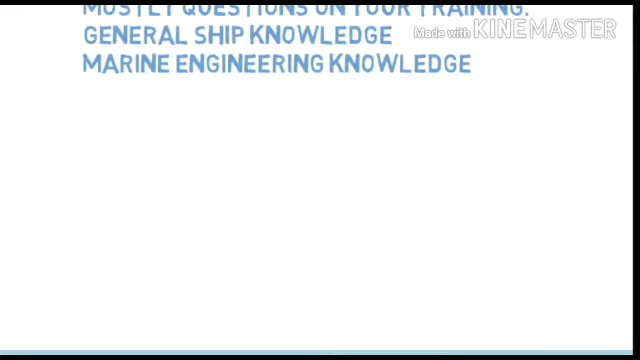 MOSTLY QUESTIONS ON YOUR TRAINING.
GENERAL SHIP KNOWLEDGE
Made with KINEMASTER
MARINE ENGINEERING KNOWLEDGE